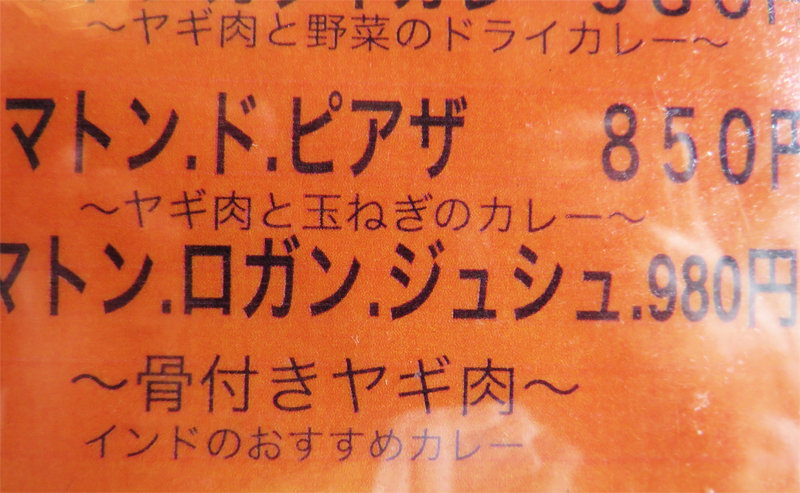 〜ヤギ肉と野菜のドライカレー〜
マトン.ド.ピアザ 850円
〜ヤギ肉と玉ねぎのカレー〜
マトン.ロガン.ジュシュ.980円
〜骨付きヤギ肉〜
インドのおすすめカレー